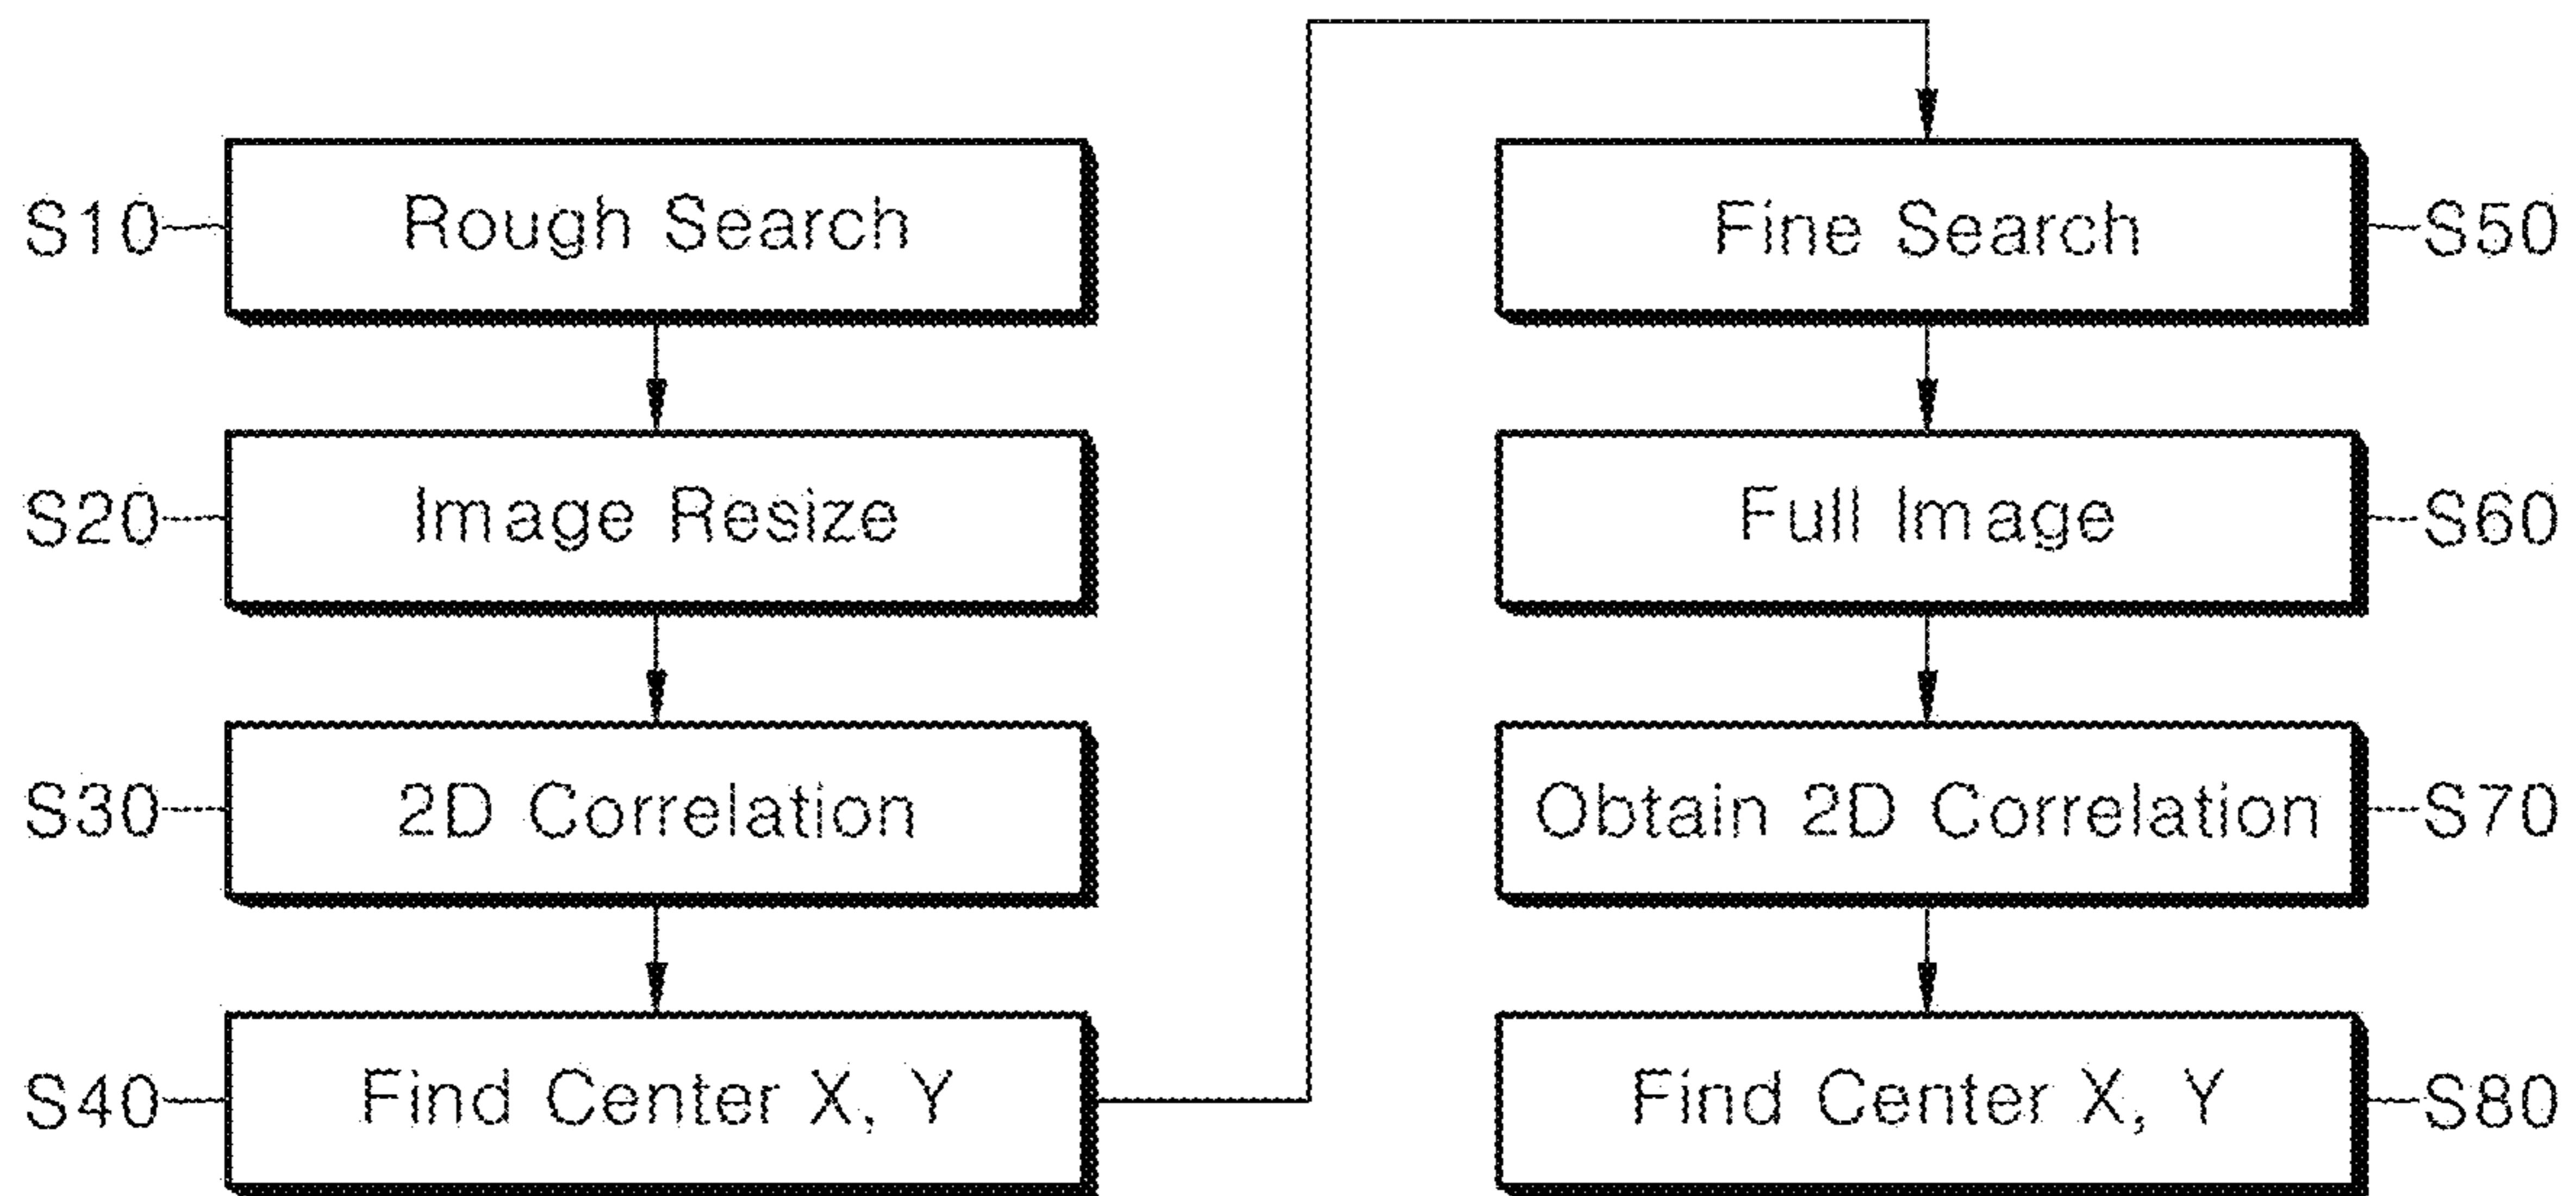 S10
Rough Search
S20
Image Resize
S30
2D Correlation
S40
Find Center X, Y
Fine Search
S50
Full Image
S60
Obtain 2D Correlation
S70
Find Center X, Y
S80